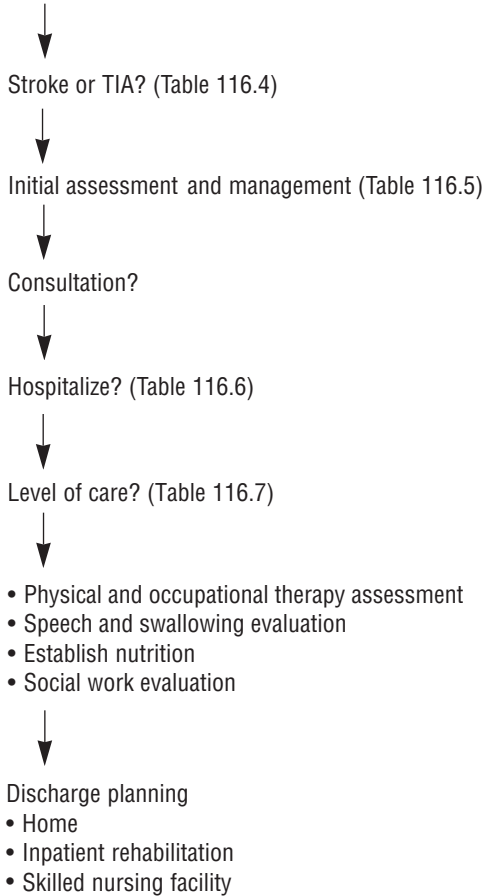 Stroke or TIA? (Table 116.4)
Initial assessment and management (Table 116.5)
Consultation?
Hospitalize? (Table 116.6)
Level of care? (Table 116.7)
• Physical and occupational therapy assessment
• Speech and swallowing evaluation
• Establish nutrition
• Social work evaluation
Discharge planning
• Home
• Inpatient rehabilitation
• Skilled nursing facility